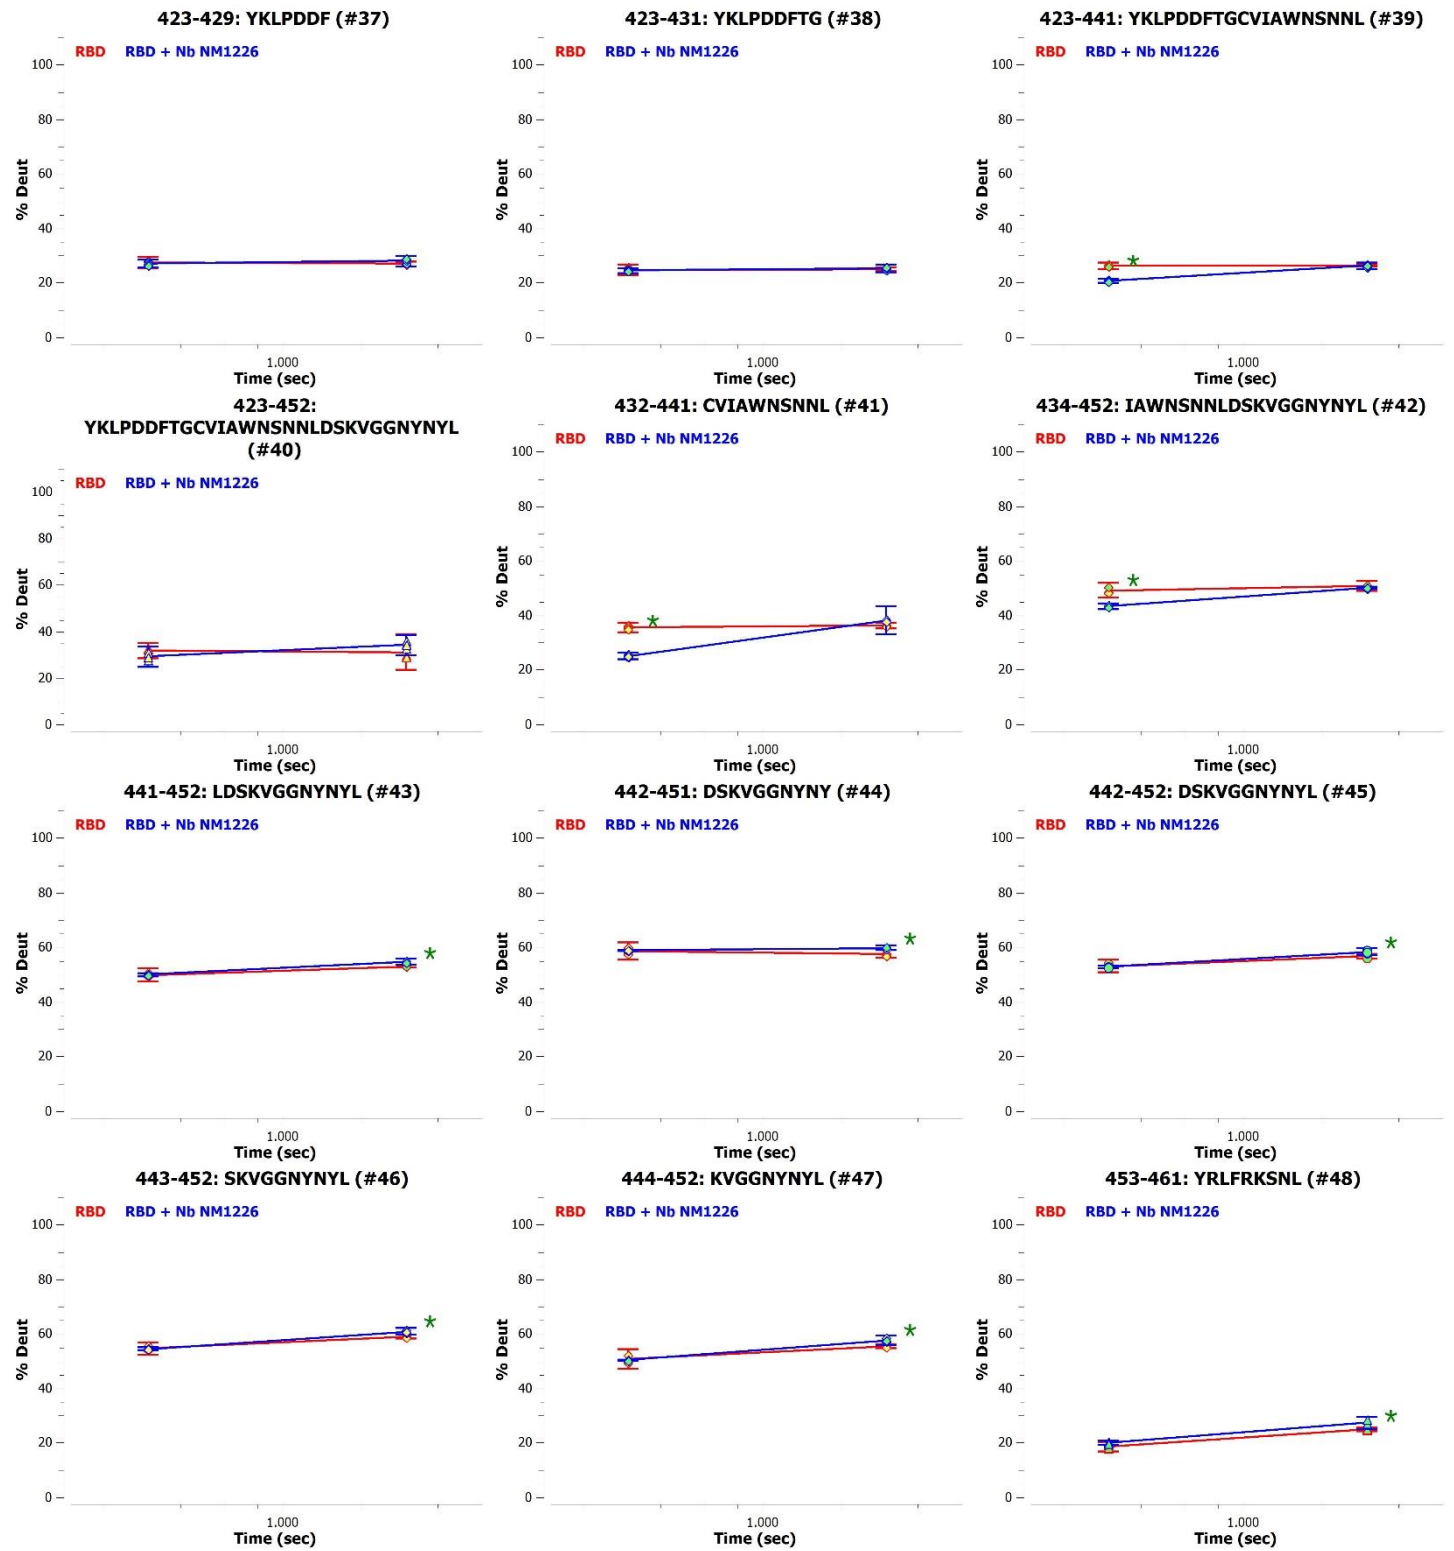 423-429: YKLPDDF (#37)
RBD RBD + Nb NM1226
100
80
60
40
20
0
% Deut
1.000
Time (sec)
423-431: YKLPDDFTG (#38)
RBD RBD + Nb NM1226
100
80
60
40
20
0
% Deut
1.000
Time (sec)
423-441: YKLPDDFTGCVIAWNSNNL (#39)
RBD RBD + Nb NM1226
100
80
60
40
20
0
% Deut
1.000
Time (sec)
423-452:
YKLPDDFTGCVIAWNSNNLDSKVGGNYNYL
(#40)
RBD RBD + Nb NM1226
100
80
60
40
20
0
% Deut
1.000
Time (sec)
432-441: CVIAWNSNNL (#41)
RBD RBD + Nb NM1226
100
80
60
40
20
0
% Deut
*
1.000
Time (sec)
434-452: IAWNSNNLDSKVGGNYNYL (#42)
RBD RBD + Nb NM1226
100
80
60
40
20
0
% Deut
1.000
Time (sec)
441-452: LDSKVGGNYNYL (#43)
RBD RBD + Nb NM1226
100
80
60
40
20
0
% Deut
1.000
Time (sec)
442-451: DSKVGGNYNY (#44)
RBD RBD + Nb NM1226
100
80
60
40
20
0
% Deut
1.000
Time (sec)
442-452: DSKVGGNYNYL (#45)
RBD RBD + Nb NM1226
100
80
60
40
20
0
% Deut
1.000
Time (sec)
443-452: SKVGGNYNYL (#46)
RBD RBD + Nb NM1226
100
80
60
40
20
0
% Deut
1.000
Time (sec)
444-452: KVGGNYNYL (#47)
RBD RBD + Nb NM1226
100
80
60
40
20
0
% Deut
1.000
Time (sec)
453-461: YRLFRKSNL (#48)
RBD RBD + Nb NM1226
100
80
60
40
20
0
% Deut
1.000
Time (sec)